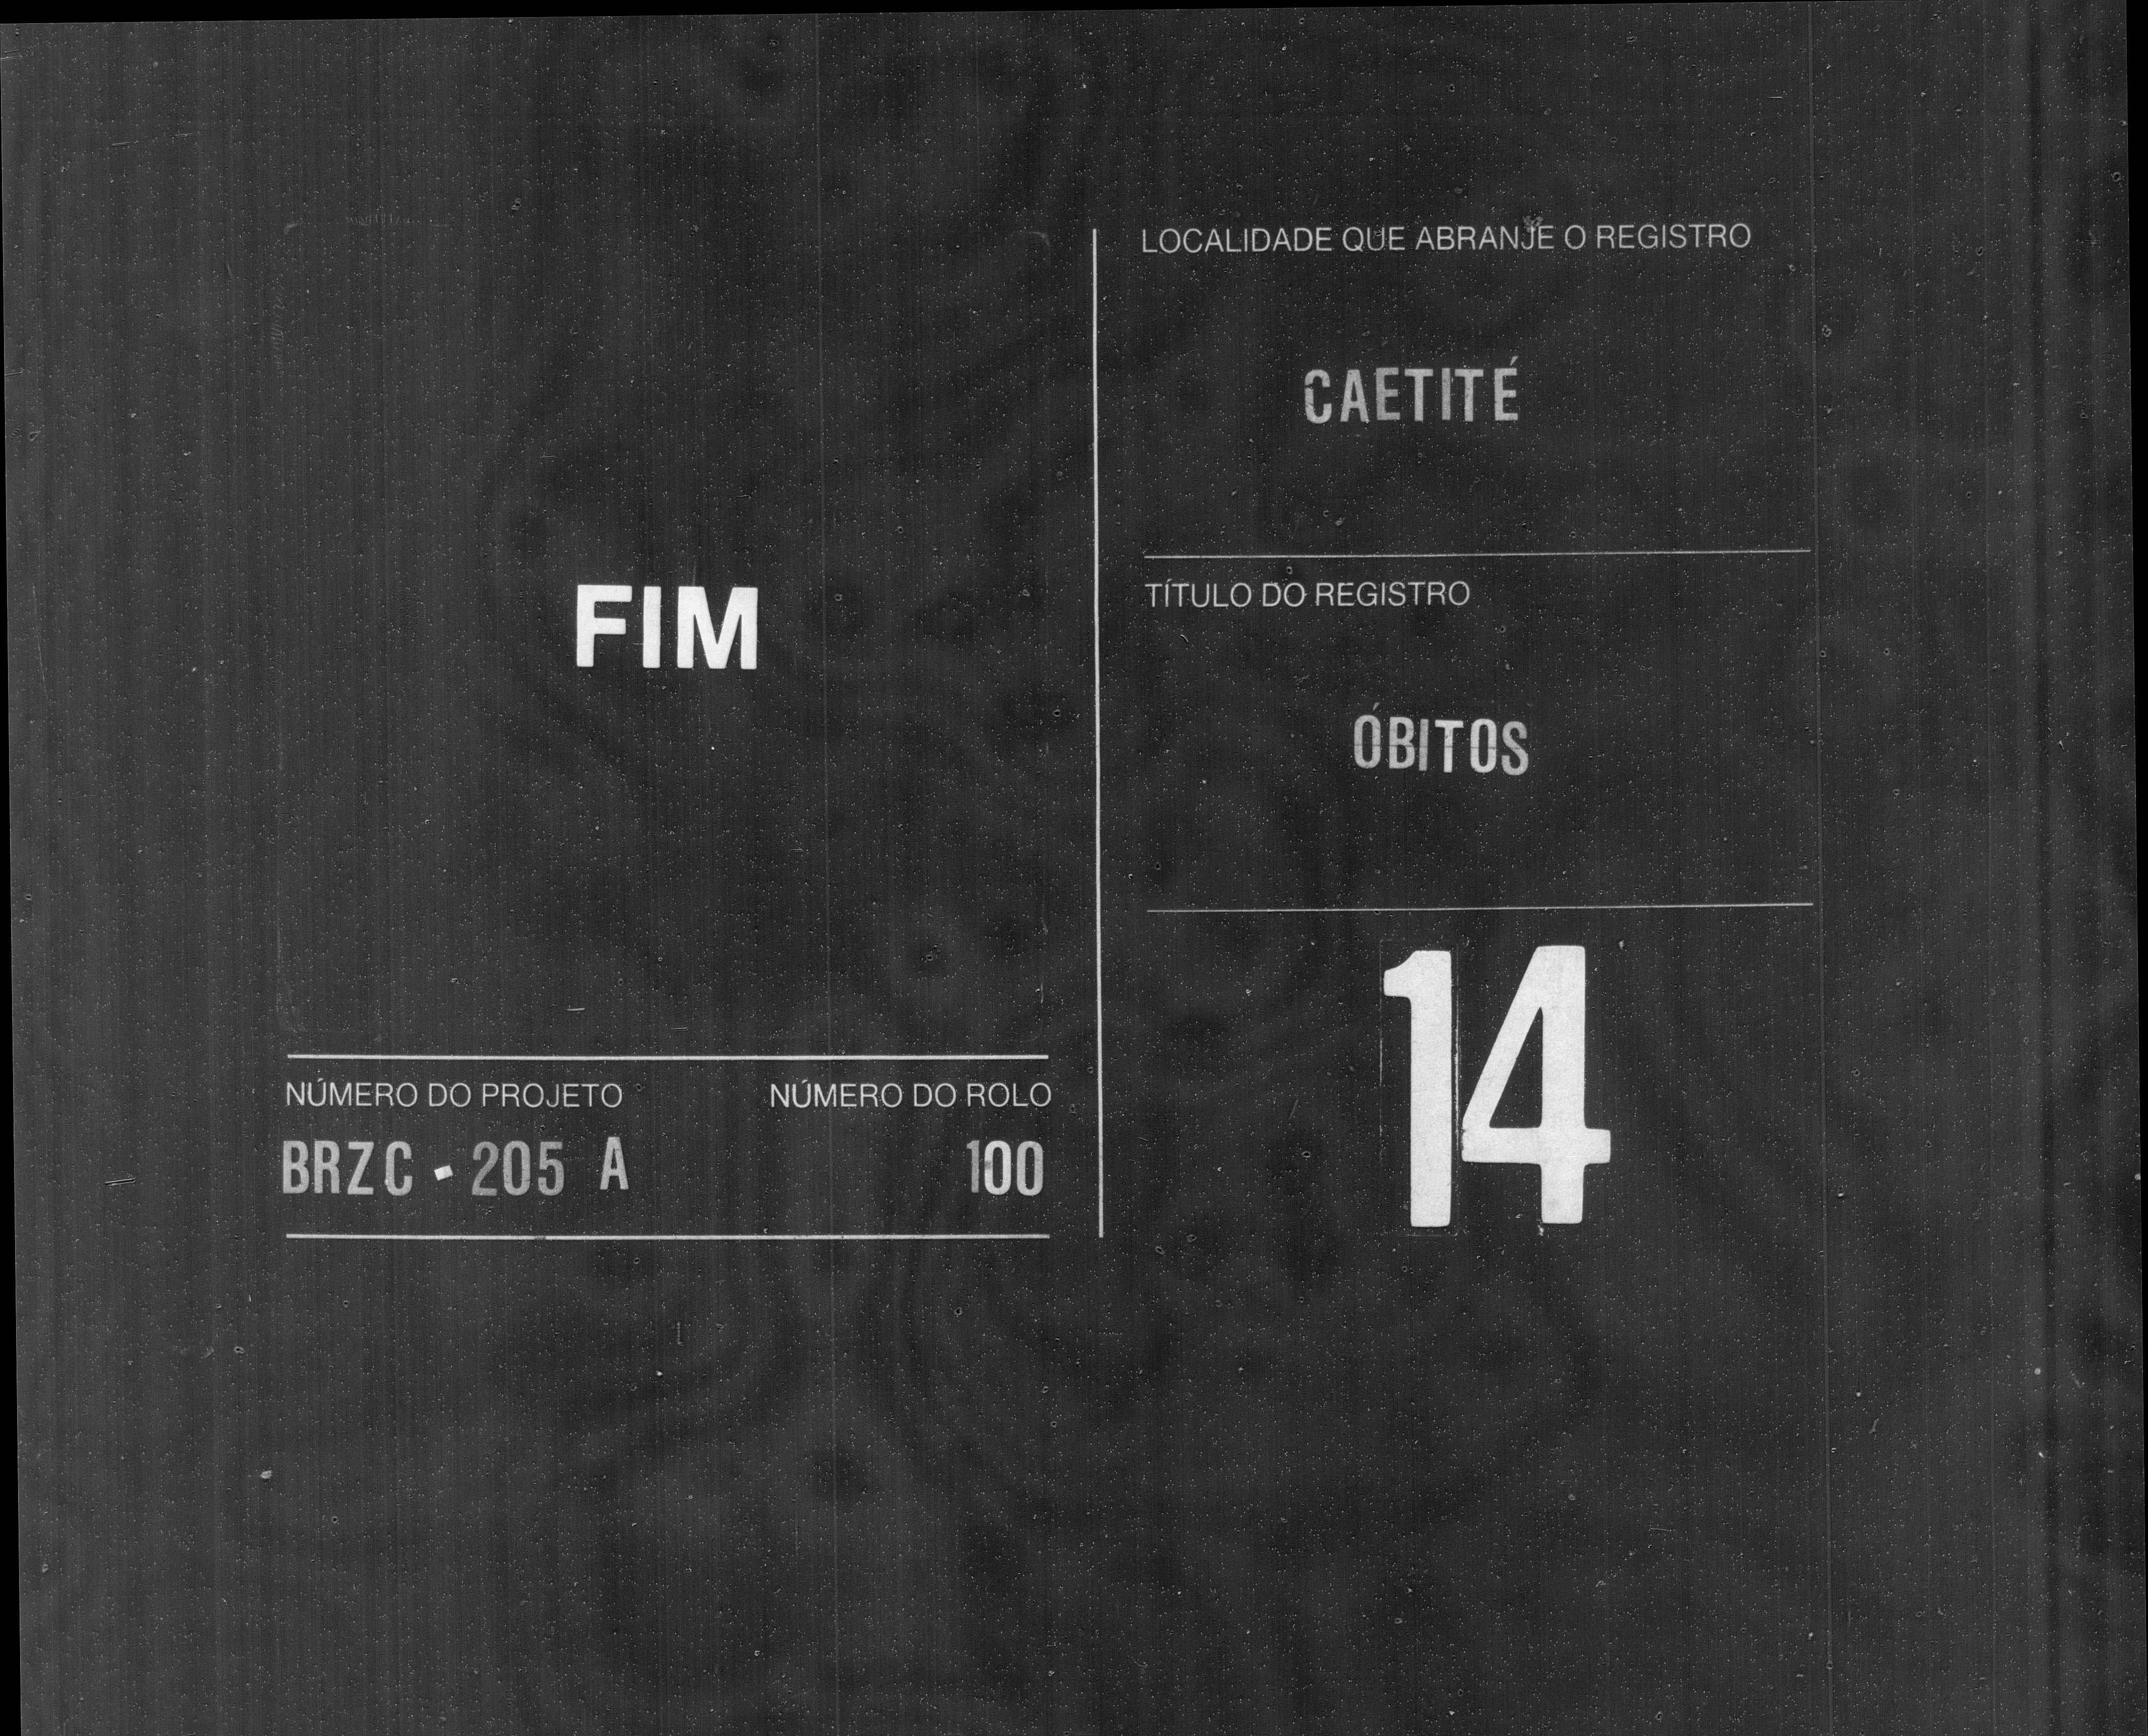 FIM
NÚMERO DO PROJETO
BRZC - 205 A
NÚMERO DO ROLO
100
LOCALIDADE QUE ABRANJE O REGISTRO
CAETITÉ
TÍTULO DO REGISTRO
ÓBITOS
14